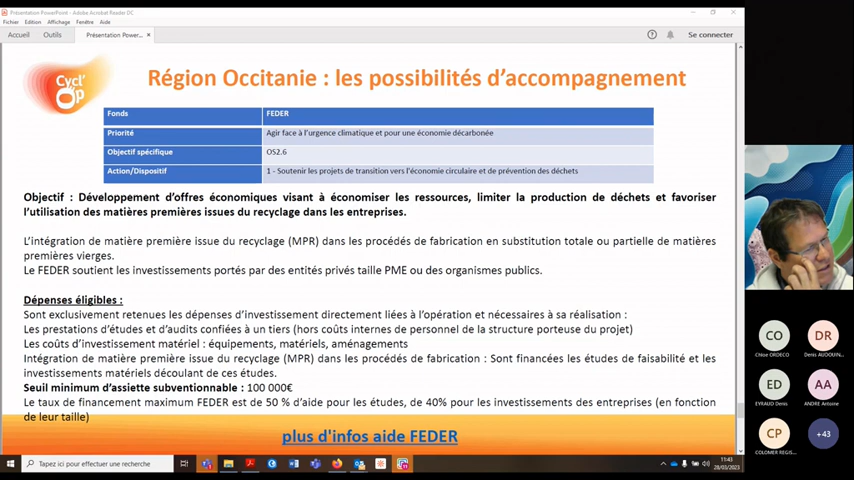 Présentation PowerPoint - Adobe Acrobat Reader DC
Fichier Edition Affichage Fenêtre Aide
Accueil Outils Présentation Power... × Se connecter
Cycl'Op
Région Occitanie : les possibilités d'accompagnement
Fonds FEDER
Priorité Agir face à l'urgence climatique et pour une économie décarbonée
Objectif spécifique OS2.6
Action/Dispositif 1 - Soutenir les projets de transition vers l'économie circulaire et de prévention des déchets
Objectif : Développement d'offres économiques visant à économiser les ressources, limiter la production de déchets et favoriser
l'utilisation des matières premières issues du recyclage dans les entreprises.
L'intégration de matière première issue du recyclage (MPR) dans les procédés de fabrication en substitution totale ou partielle de matières
premières vierges.
Le FEDER soutient les investissements portés par des entités privés taille PME ou des organismes publics.
Dépenses éligibles :
Sont exclusivement retenues les dépenses d'investissement directement liées à l'opération et nécessaires à sa réalisation :
Les prestations d'études et d'audits confiées à un tiers (hors coûts internes de personnel de la structure porteuse du projet)
Les coûts d'investissement matériel : équipements, matériels, aménagements
Intégration de matière première issue du recyclage (MPR) dans les procédés de fabrication : Sont financées les études de faisabilité et les
investissements matériels découlant de ces études.
Seuil minimum d'assiette subventionnable : 100 000€
Le taux de financement maximum FEDER est de 50 % d'aide pour les études, de 40% pour les investissements des entreprises (en fonction
de leur taille)
plus d'infos aide FEDER
CO DR
Chloe ORDECO Denis AUDOUIN...
ED AA
EYRAUD Denis ANDRE Antoine
CP +43
COLOMER REGIS...
Tapez ici pour effectuer une recherche
11:43
28/03/2023